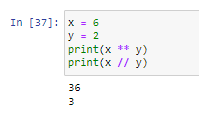 In [37]: x = 6
y = 2
print(x ** y)
print(x // y)
36
3